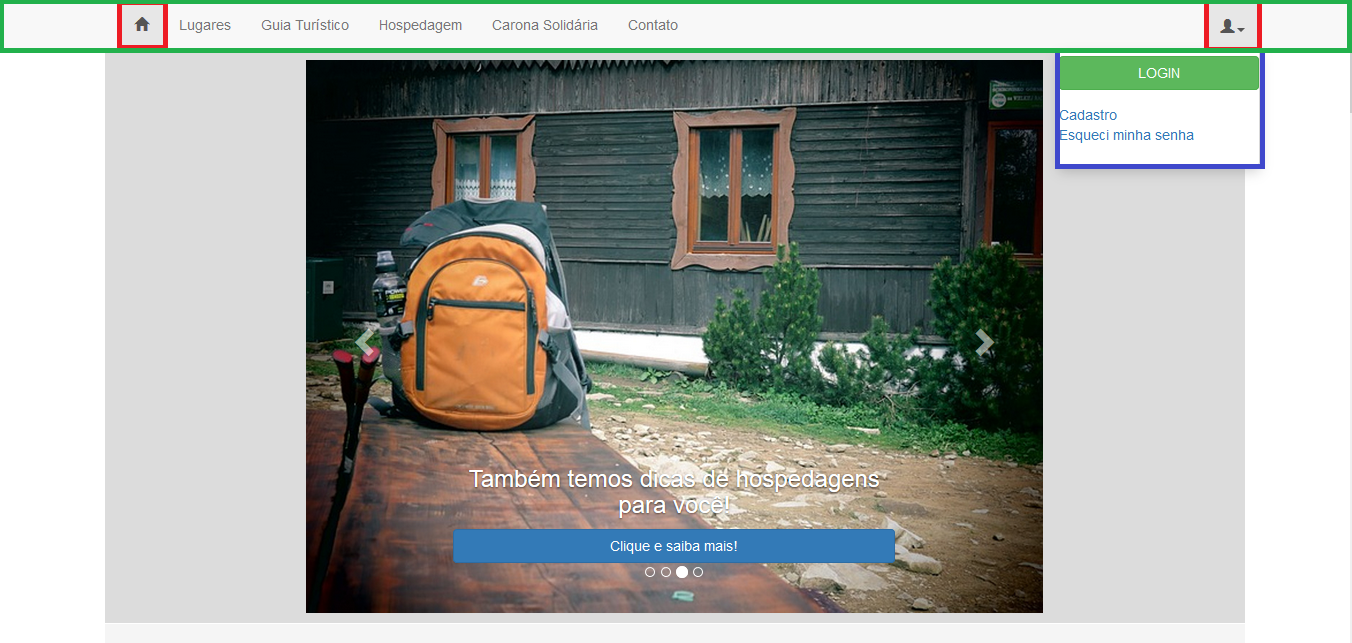 Lugares Guia Turístico Hospedagem Carona Solidária Contato
LOGIN
Cadastro
Esqueci minha senha
Também temos dicas de hospedagens
para você!
Clique e saiba mais!